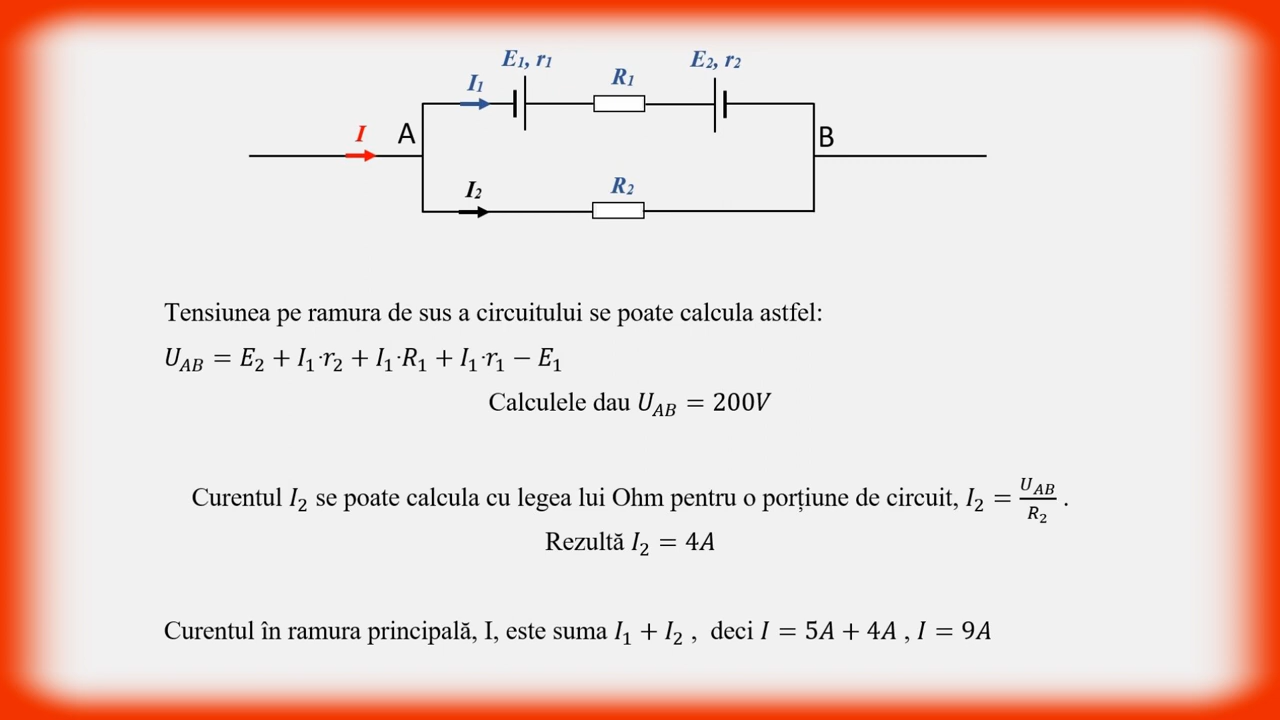 E₁, r₁
E₂, r₂
I₁
R₁
I
A
B
I₂
R₂
Tensiunea pe ramura de sus a circuitului se poate calcula astfel:
U_AB = E₂ + I₁·r₂ + I₁·R₁ + I₁·r₁ − E₁
Calculele dau U_AB = 200V
Curentul I₂ se poate calcula cu legea lui Ohm pentru o porțiune de circuit, I₂ = U_AB / R₂ .
Rezultă I₂ = 4A
Curentul în ramura principală, I, este suma I₁ + I₂ , deci I = 5A + 4A , I = 9A